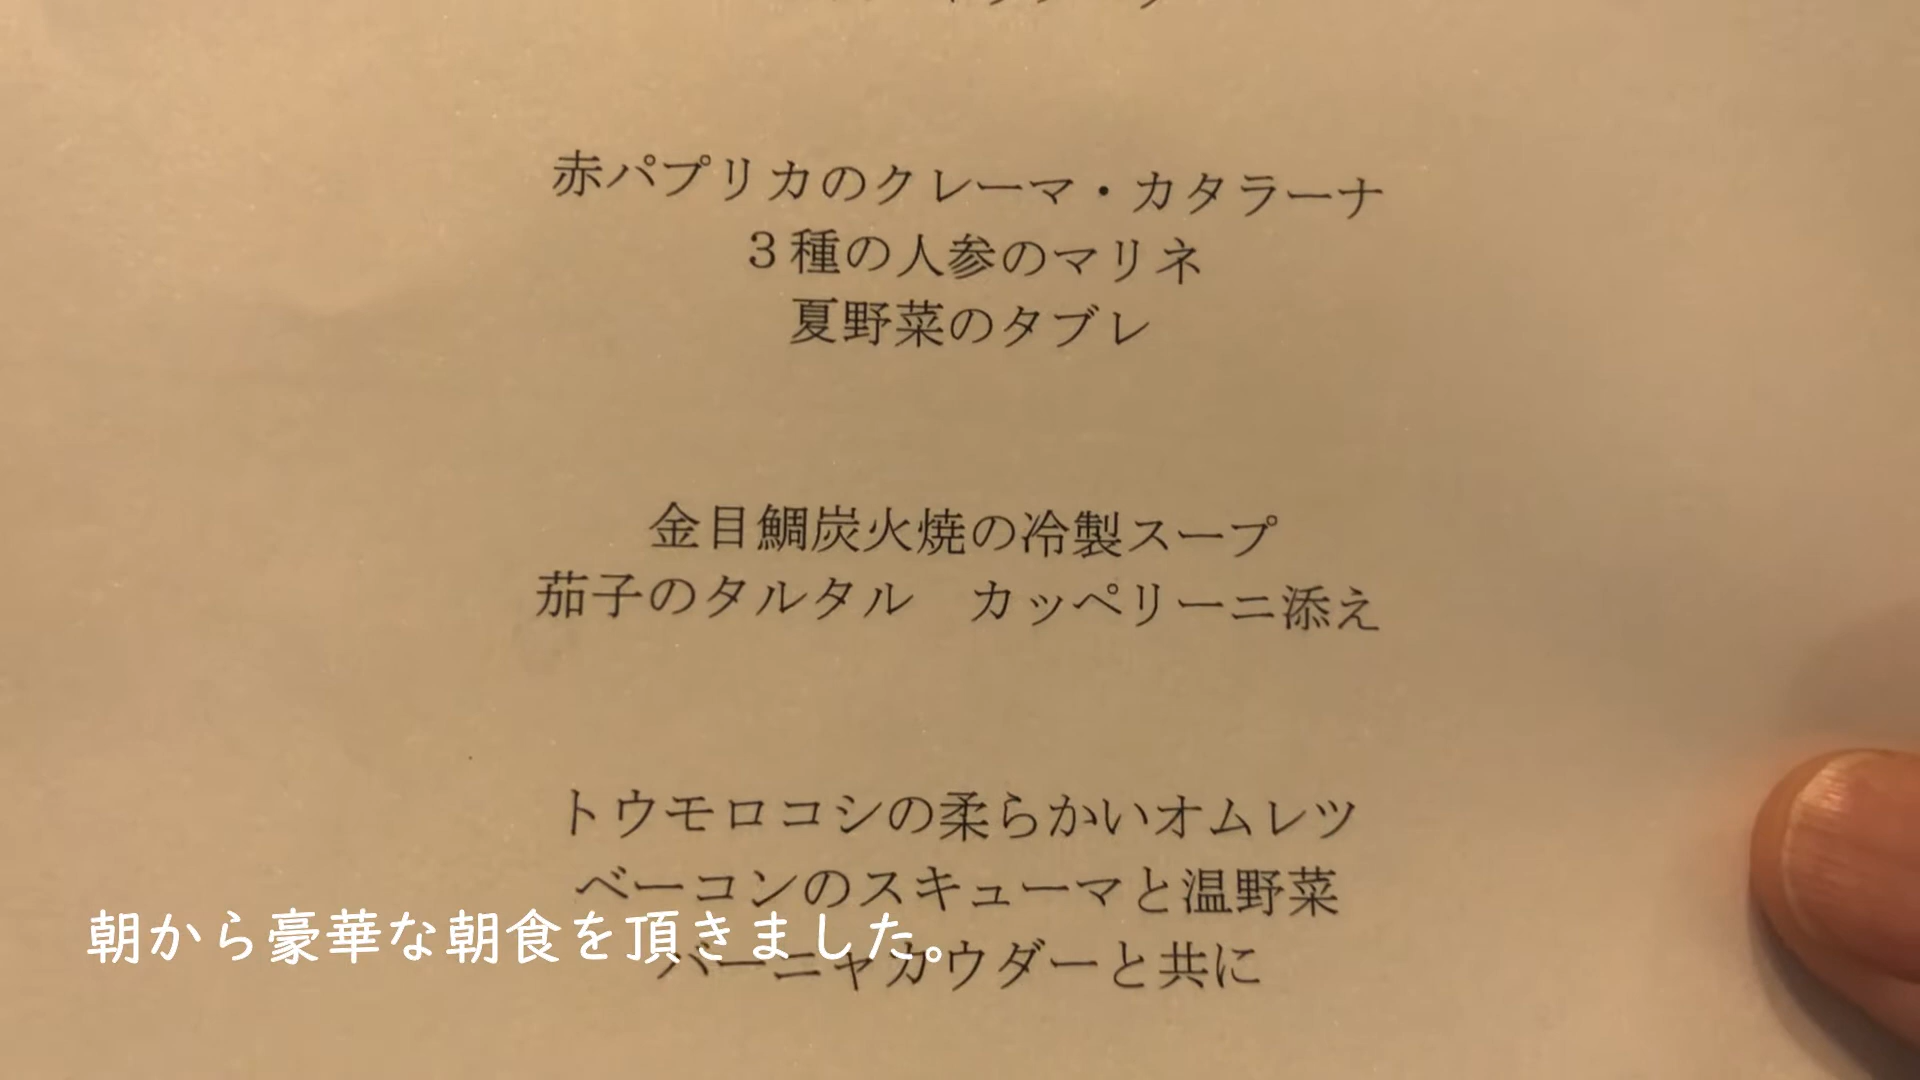 赤パプリカのクレーマ・カタラーナ
３種の人参のマリネ
夏野菜のタブレ
金目鯛炭火焼の冷製スープ
茄子のタルタル　カッペリーニ添え
トウモロコシの柔らかいオムレツ
ベーコンのスキューマと温野菜
バーニャカウダーと共に
朝から豪華な朝食を頂きました。